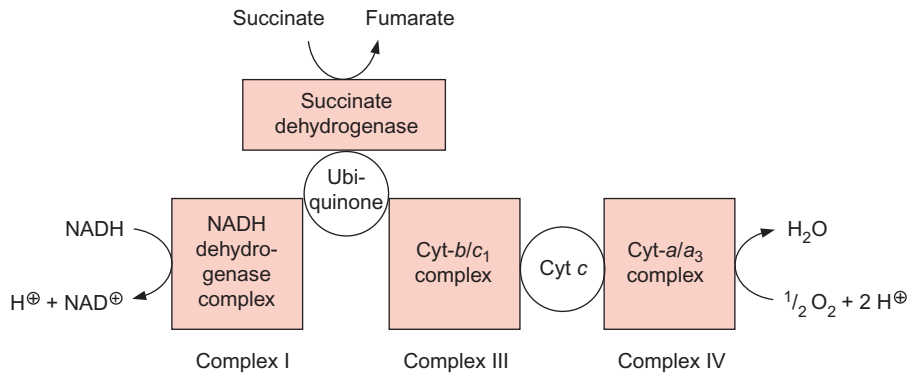 Succinate Fumarate
Succinate
dehydrogenase
Ubi-
quinone
NADH
H⊕ + NAD⊕
NADH
dehydro-
genase
complex
Cyt-b/c₁
complex
Cyt c
Cyt-a/a₃
complex
H₂O
1/2 O₂ + 2 H⊕
Complex I Complex III Complex IV